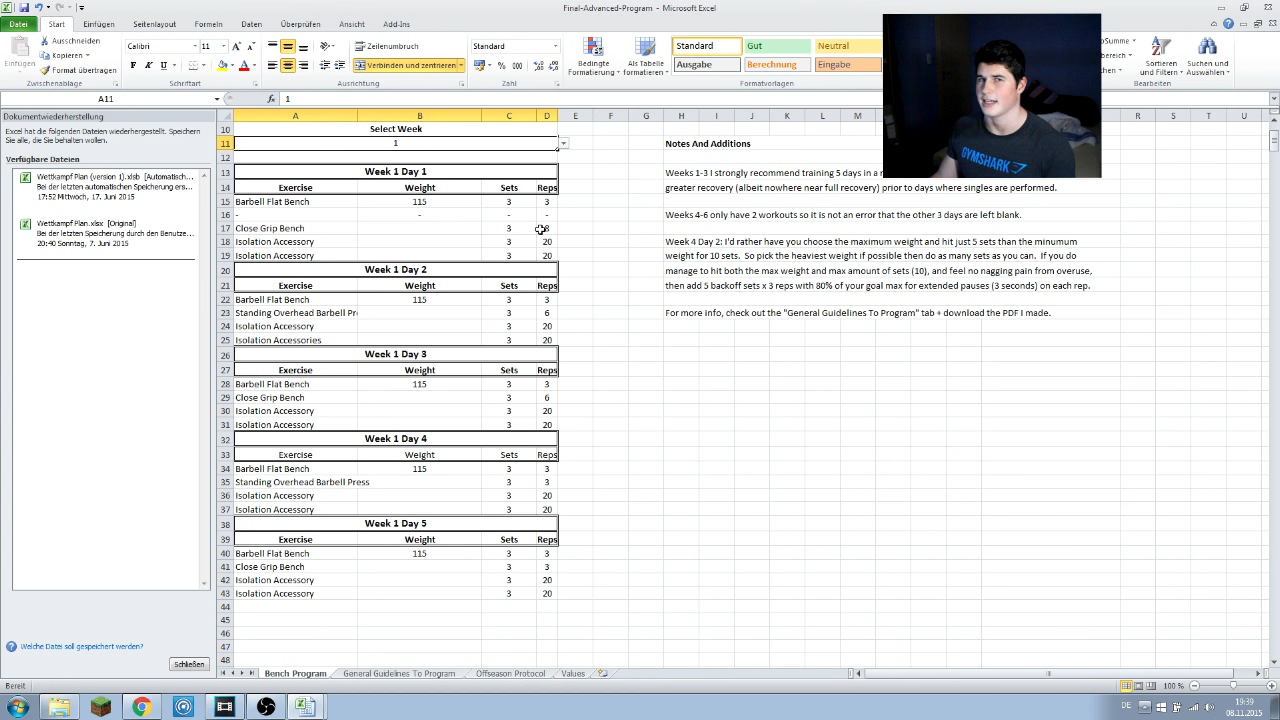 Final-Advanced-Program - Microsoft Excel
Datei Start Einfügen Seitenlayout Formeln Daten Überprüfen Ansicht Add-Ins
Einfügen
Ausschneiden
Kopieren
Format übertragen
Zwischenablage
Calibri 11
F K U
Schriftart
Zeilenumbruch
Verbinden und zentrieren
Ausrichtung
Standard
% 000
Zahl
Bedingte Formatierung
Als Tabelle formatieren
Standard Gut Neutral
Ausgabe Berechnung Eingabe
Formatvorlagen
Sortieren und Filtern
Suchen und Auswählen
Bearbeiten
A11 fx 1
GYMSHARK
Dokumentwiederherstellung
Excel hat die folgenden Dateien wiederhergestellt. Speichern
Sie alle, die Sie behalten wollen.
Verfügbare Dateien
Wettkampf Plan (version 1).xlsb [Automatisch...
Bei der letzten automatischen Speicherung ers...
17:52 Mittwoch, 17. Juni 2015
Wettkampf Plan.xlsx [Original]
Bei der letzten Speicherung durch den Benutze...
20:40 Sonntag, 7. Juni 2015
Welche Datei soll gespeichert werden?
Schließen
A B C D E F G H I J K L M N O P Q R S T U
10 Select Week
11 1 Notes And Additions
12
13 Week 1 Day 1 Weeks 1-3 I strongly recommend training 5 days in a r
14 Exercise Weight Sets Reps greater recovery (albeit nowhere near full recovery) prior to days where singles are performed.
15 Barbell Flat Bench 115 3 3
16 - - - - Weeks 4-6 only have 2 workouts so it is not an error that the other 3 days are left blank.
17 Close Grip Bench 3 8
18 Isolation Accessory 3 20 Week 4 Day 2: I'd rather have you choose the maximum weight and hit just 5 sets than the minumum
19 Isolation Accessory 3 20 weight for 10 sets. So pick the heaviest weight if possible then do as many sets as you can. If you do
20 Week 1 Day 2 manage to hit both the max weight and max amount of sets (10), and feel no nagging pain from overuse,
21 Exercise Weight Sets Reps then add 5 backoff sets x 3 reps with 80% of your goal max for extended pauses (3 seconds) on each rep.
22 Barbell Flat Bench 115 3 3
23 Standing Overhead Barbell Pre 3 6 For more info, check out the "General Guidelines To Program" tab + download the PDF I made.
24 Isolation Accessory 3 20
25 Isolation Accessories 3 20
26 Week 1 Day 3
27 Exercise Weight Sets Reps
28 Barbell Flat Bench 115 3 3
29 Close Grip Bench 3 6
30 Isolation Accessory 3 20
31 Isolation Accessory 3 20
32 Week 1 Day 4
33 Exercise Weight Sets Reps
34 Barbell Flat Bench 115 3 3
35 Standing Overhead Barbell Press 3 3
36 Isolation Accessory 3 20
37 Isolation Accessory 3 20
38 Week 1 Day 5
39 Exercise Weight Sets Reps
40 Barbell Flat Bench 115 3 3
41 Close Grip Bench 3 3
42 Isolation Accessory 3 20
43 Isolation Accessory 3 20
44
45
46
47
48
Bench Program General Guidelines To Program Offseason Protocol Values
Bereit 100 %
DE 19:39
08.11.2015